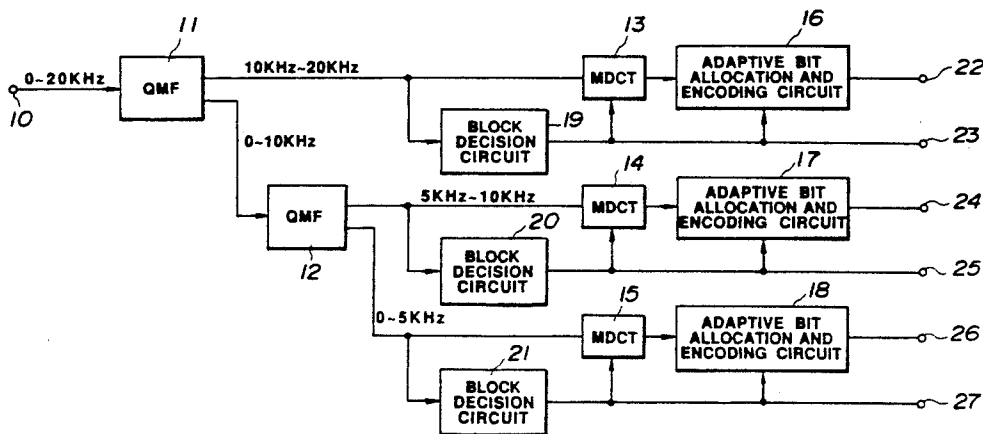 11
13
16
0~20KHz
QMF
10KHz~20KHz
MDCT
ADAPTIVE BIT
ALLOCATION AND
ENCODING CIRCUIT
22
10
BLOCK
DECISION
CIRCUIT
19
23
0~10KHz
14
17
5KHz~10KHz
MDCT
ADAPTIVE BIT
ALLOCATION AND
ENCODING CIRCUIT
24
QMF
12
20
BLOCK
DECISION
CIRCUIT
25
15
18
0~5KHz
MDCT
ADAPTIVE BIT
ALLOCATION AND
ENCODING CIRCUIT
26
21
BLOCK
DECISION
CIRCUIT
27